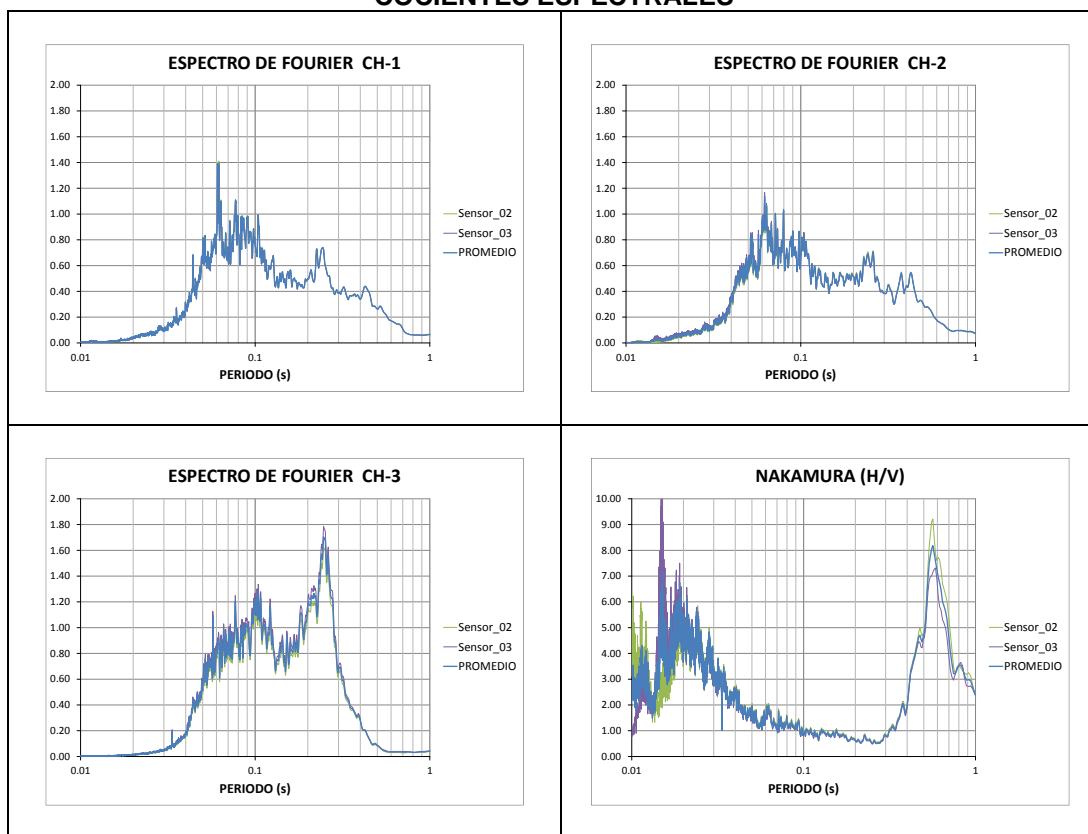 COCIENTES ESPECTRALES
ESPECTRO DE FOURIER CH-1
2.00
1.80
1.60
1.40
1.20
1.00
0.80
0.60
0.40
0.20
0.00
0.01
0.1
1
PERIODO (s)
Sensor_02
Sensor_03
PROMEDIO
ESPECTRO DE FOURIER CH-2
2.00
1.80
1.60
1.40
1.20
1.00
0.80
0.60
0.40
0.20
0.00
0.01
0.1
1
PERIODO (s)
Sensor_02
Sensor_03
PROMEDIO
ESPECTRO DE FOURIER CH-3
2.00
1.80
1.60
1.40
1.20
1.00
0.80
0.60
0.40
0.20
0.00
0.01
0.1
1
PERIODO (s)
Sensor_02
Sensor_03
PROMEDIO
NAKAMURA (H/V)
10.00
9.00
8.00
7.00
6.00
5.00
4.00
3.00
2.00
1.00
0.00
0.01
0.1
1
PERIODO (s)
Sensor_02
Sensor_03
PROMEDIO